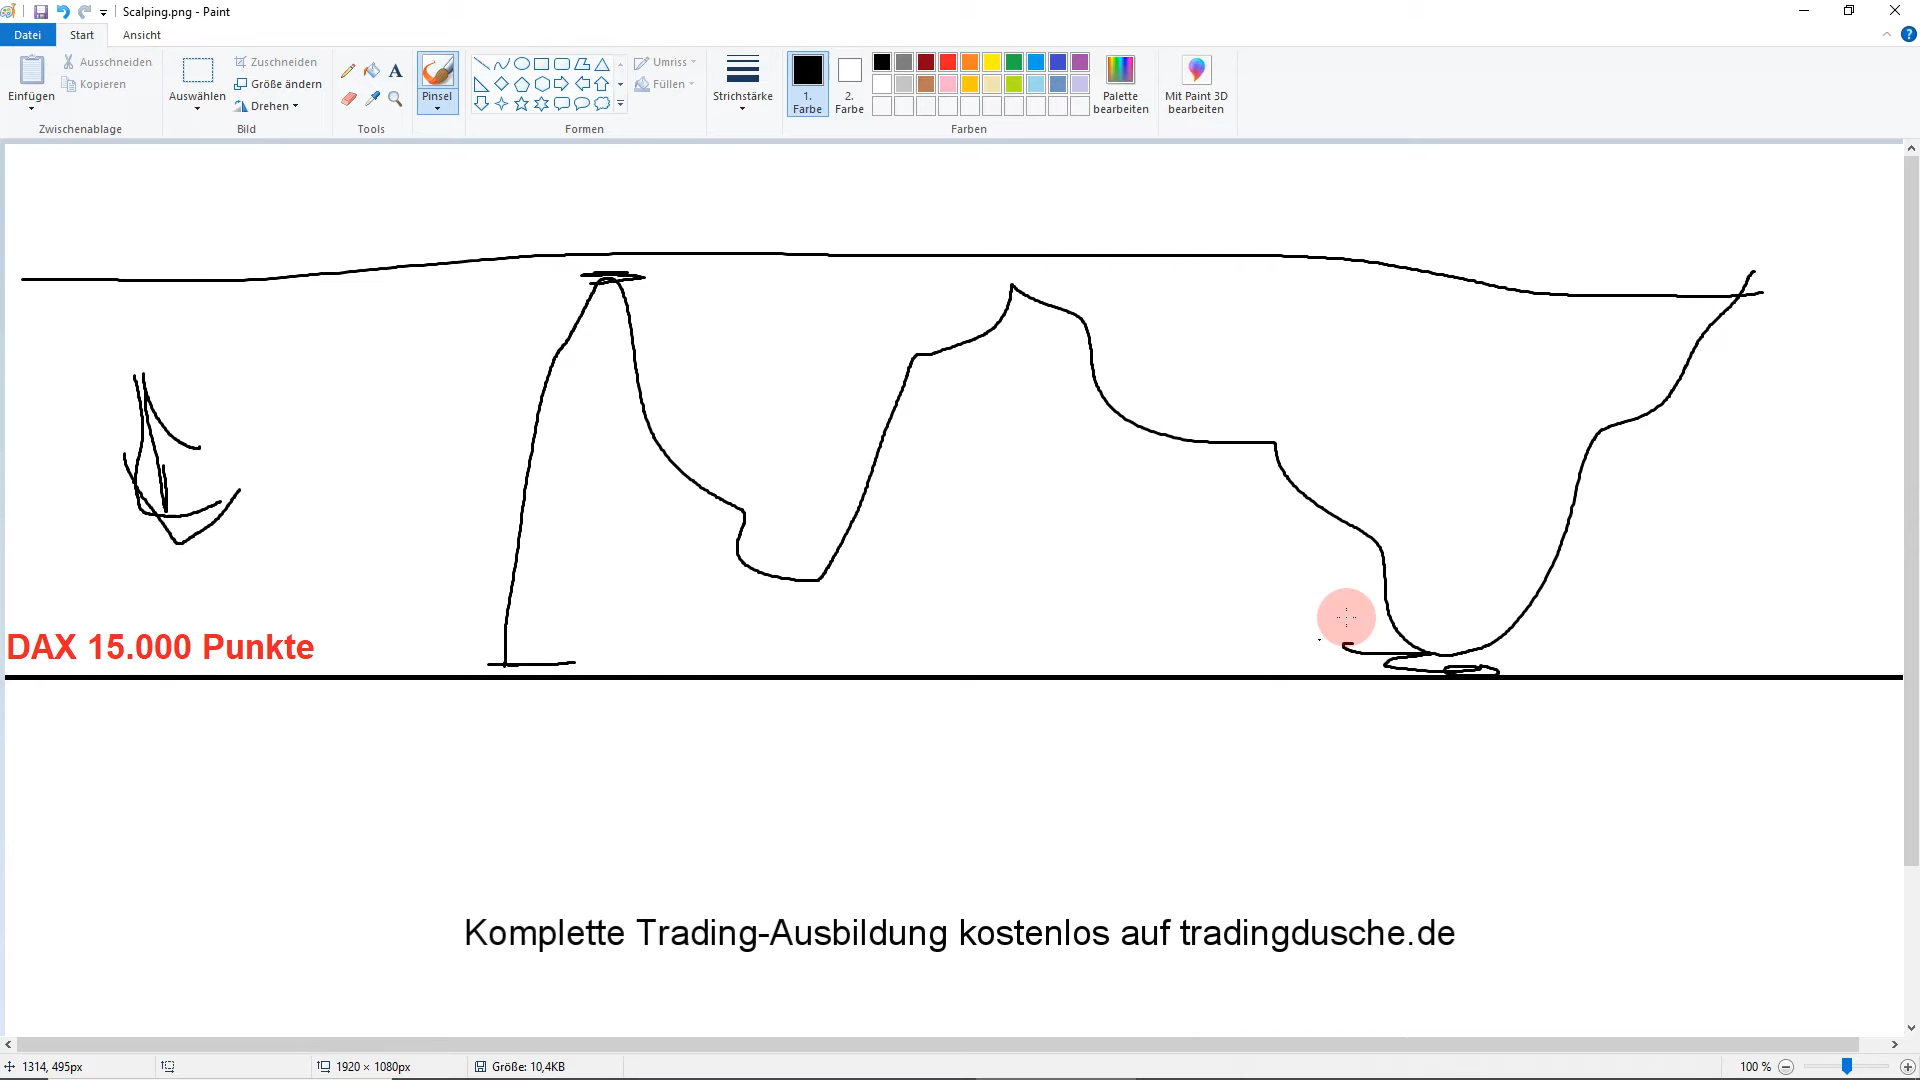 Scalping.png - Paint
Datei Start Ansicht
Einfügen
Ausschneiden
Kopieren
Zwischenablage
Auswählen
Zuschneiden
Größe ändern
Drehen
Bild
A
Tools
Pinsel
Umriss
Füllen
Formen
Strichstärke
1.
Farbe
2.
Farbe
Farben
Palette
bearbeiten
Mit Paint 3D
bearbeiten
DAX 15.000 Punkte
Komplette Trading-Ausbildung kostenlos auf tradingdusche.de
1314, 495px
1920 × 1080px
Größe: 10,4KB
100 %